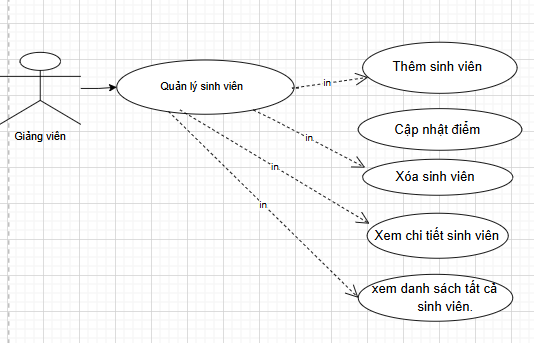 Thêm sinh viên
Quản lý sinh viên
in
Cập nhật điểm
Giảng viên
in
Xóa sinh viên
in
Xem chi tiết sinh viên
in
xem danh sách tất cả
sinh viên.